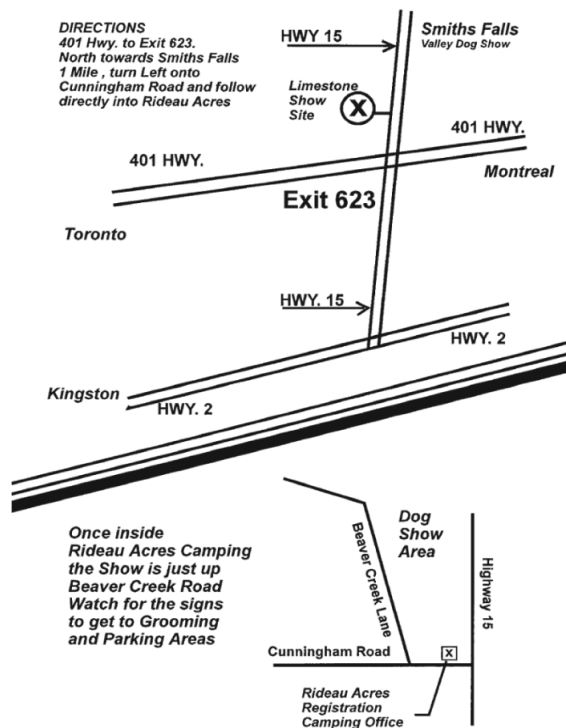 DIRECTIONS
401 Hwy. to Exit 623.
North towards Smiths Falls
1 Mile , turn Left onto
Cunningham Road and follow
directly into Rideau Acres
HWY 15
Smiths Falls
Valley Dog Show
Limestone
Show
Site
X
401 HWY.
401 HWY.
Montreal
Exit 623
Toronto
HWY. 15
HWY. 2
Kingston
HWY. 2
Once inside
Rideau Acres Camping
the Show is just up
Beaver Creek Road
Watch for the signs
to get to Grooming
and Parking Areas
Dog
Show
Area
Beaver Creek Lane
Highway 15
Cunningham Road
X
Rideau Acres
Registration
Camping Office